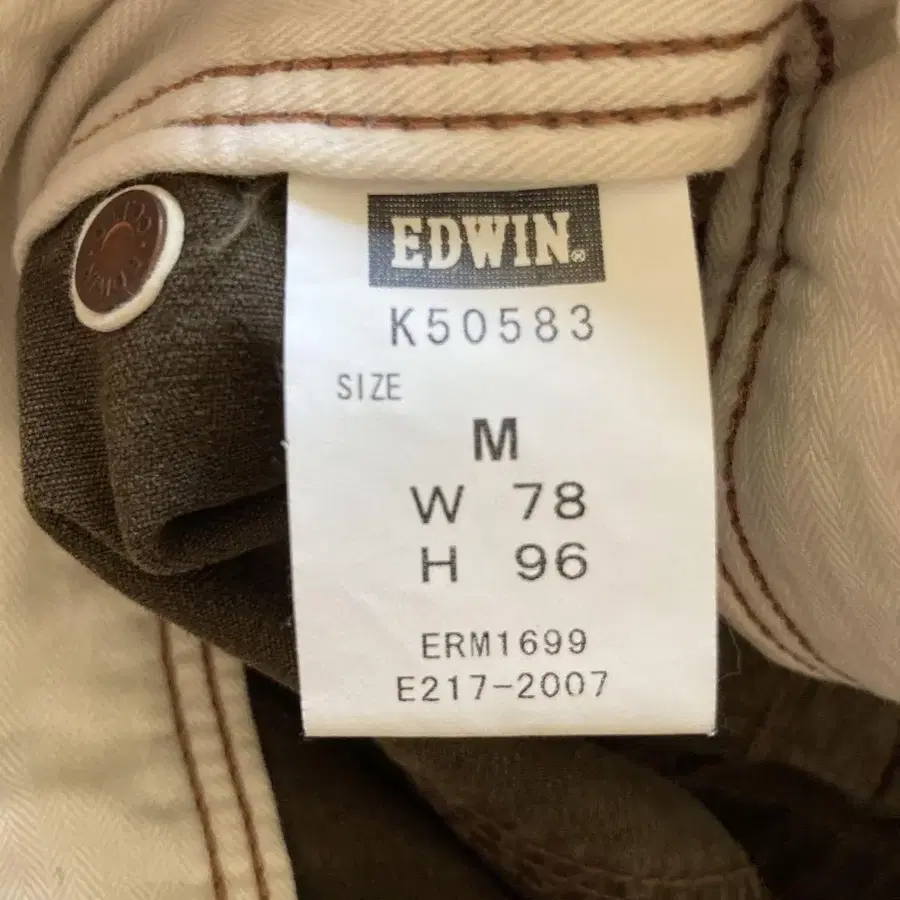 EDWIN®
K50583
SIZE
M
W 78
H 96
ERM1699
E217-2007